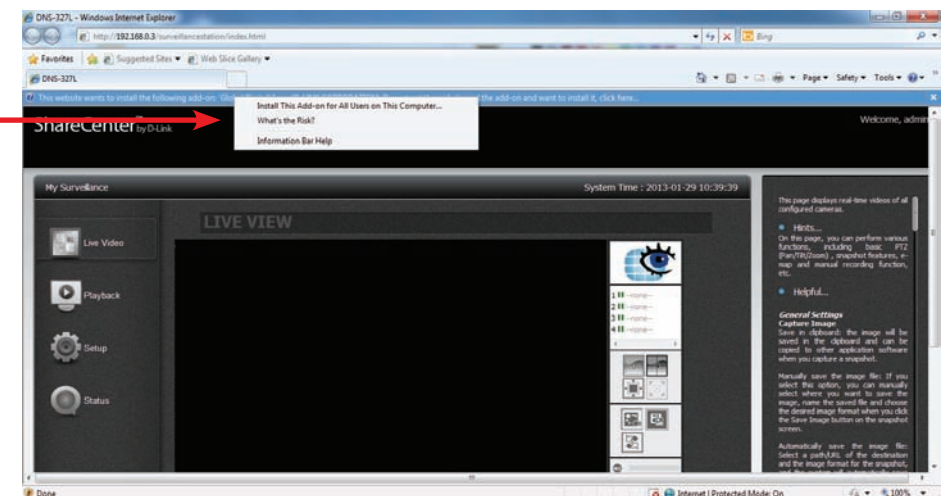 DNS-327L - Windows Internet Explorer
http://192.168.0.3/surveillancestation/index.html
Bing
Favorites Suggested Sites Web Slice Gallery
DNS-327L
Page Safety Tools
This website wants to install the following add-on: the add-on and want to install it, click here...
Install This Add-on for All Users on This Computer...
What's the Risk?
Information Bar Help
ShareCenter by D-Link
Welcome, admin
My Surveillance
System Time : 2013-01-29 10:39:39
LIVE VIEW
Live Video
Playback
Setup
Status
1 --none--
2 --none--
3 --none--
4 --none--
This page displays real-time videos of all
configured cameras.
Hints...
On this page, you can perform various
functions, including basic PTZ
(Pan/Tilt/Zoom) , snapshot features, e-
map and manual recording function,
etc.
Helpful...
General Settings
Capture Image
Save in clipboard: the image will be
saved in the clipboard and can be
copied to other application software
when you capture a snapshot.
Manually save the image file: If you
select this option, you can manually
select where you want to save the
image, name the saved file and choose
the desired image format when you click
the Save Image button on the snapshot
screen.
Automatically save the image file:
Select a path/URL of the destination
and the image format for the snapshot,
Done
Internet | Protected Mode: On
100%